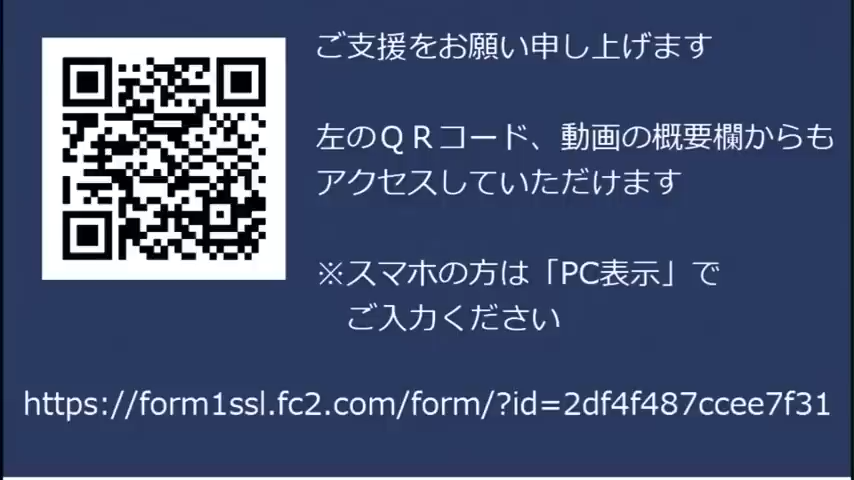 ご支援をお願い申し上げます
左のＱＲコード、動画の概要欄からも
アクセスしていただけます
※スマホの方は「PC表示」で
ご入力ください
https://form1ssl.fc2.com/form/?id=2df4f487ccee7f31